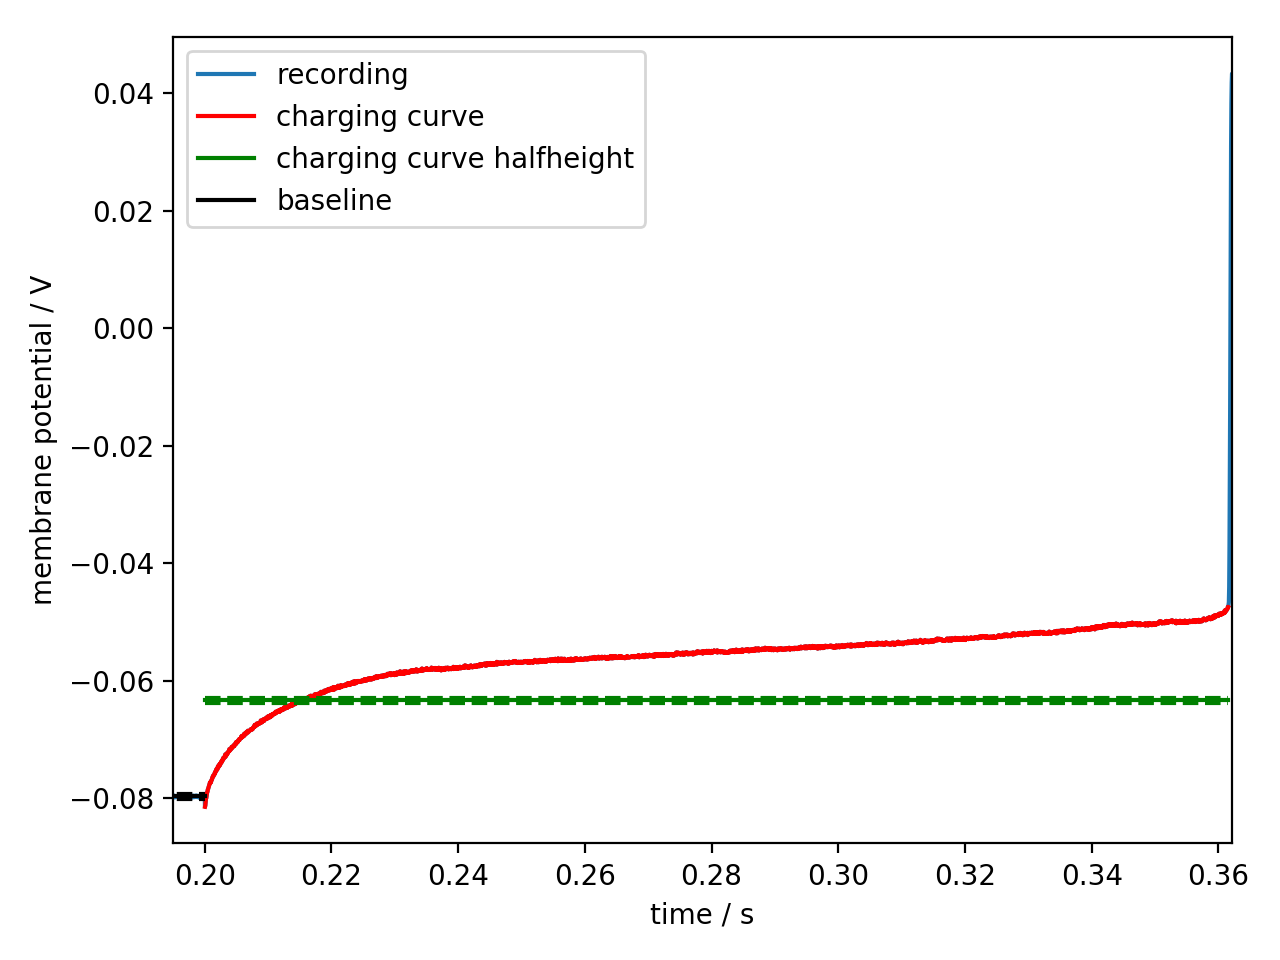 recording
charging curve
charging curve halfheight
baseline
0.04
0.02
0.00
−0.02
−0.04
−0.06
−0.08
membrane potential / V
0.20 0.22 0.24 0.26 0.28 0.30 0.32 0.34 0.36
time / s